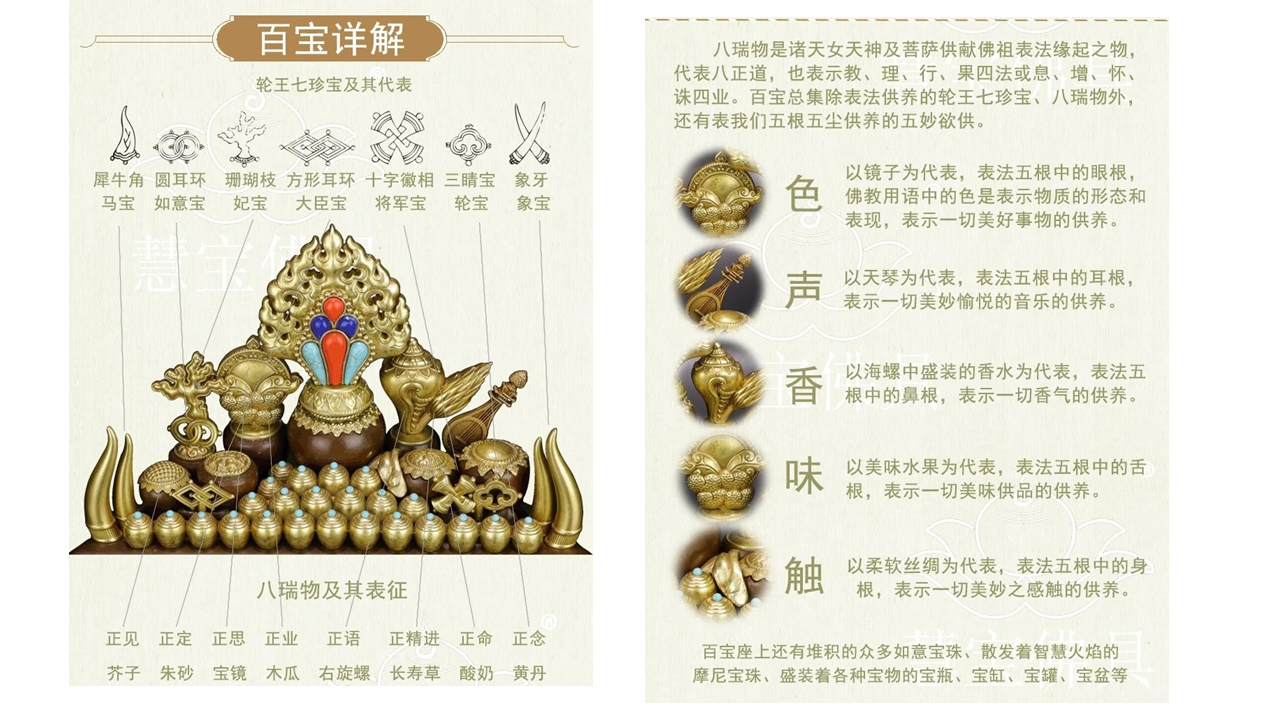 百宝详解
轮王七珍宝及其代表
犀牛角 圆耳环 珊瑚枝 方形耳环 十字徽相 三睛宝 象牙
马宝 如意宝 妃宝 大臣宝 将军宝 轮宝 象宝
慧宝佛具
八瑞物及其表征
正见 正定 正思 正业 正语 正精进 正命 正念
芥子 朱砂 宝镜 木瓜 右旋螺 长寿草 酸奶 黄丹
八瑞物是诸天女天神及菩萨供献佛祖表法缘起之物，
代表八正道，也表示教、理、行、果四法或息、增、怀、
诛四业。百宝总集除表法供养的轮王七珍宝、八瑞物外，
还有表我们五根五尘供养的五妙欲供。
色
以镜子为代表，表法五根中的眼根，
佛教用语中的色是表示物质的形态和
表现，表示一切美好事物的供养。
声
以天琴为代表，表法五根中的耳根，
表示一切美妙愉悦的音乐的供养。
香
以海螺中盛装的香水为代表，表法五
根中的鼻根，表示一切香气的供养。
味
以美味水果为代表，表法五根中的舌
根，表示一切美味供品的供养。
触
以柔软丝绸为代表，表法五根中的身
根，表示一切美妙之感触的供养。
慧宝佛具
百宝座上还有堆积的众多如意宝珠、散发着智慧火焰的
摩尼宝珠、盛装着各种宝物的宝瓶、宝缸、宝罐、宝盆等